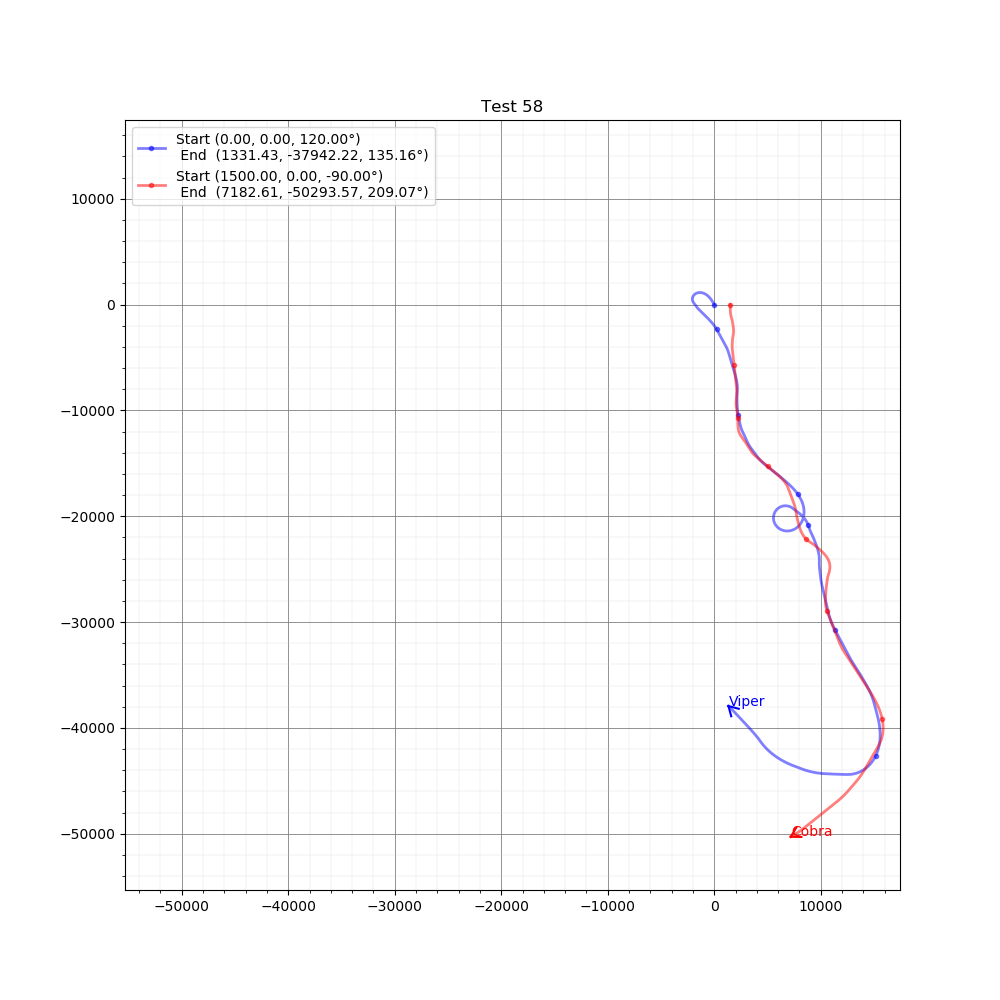 Test 58
Start (0.00, 0.00, 120.00°)
End (1331.43, -37942.22, 135.16°)
Start (1500.00, 0.00, -90.00°)
End (7182.61, -50293.57, 209.07°)
10000
0
−10000
−20000
−30000
−40000
−50000
Viper
Cobra
−50000 −40000 −30000 −20000 −10000 0 10000